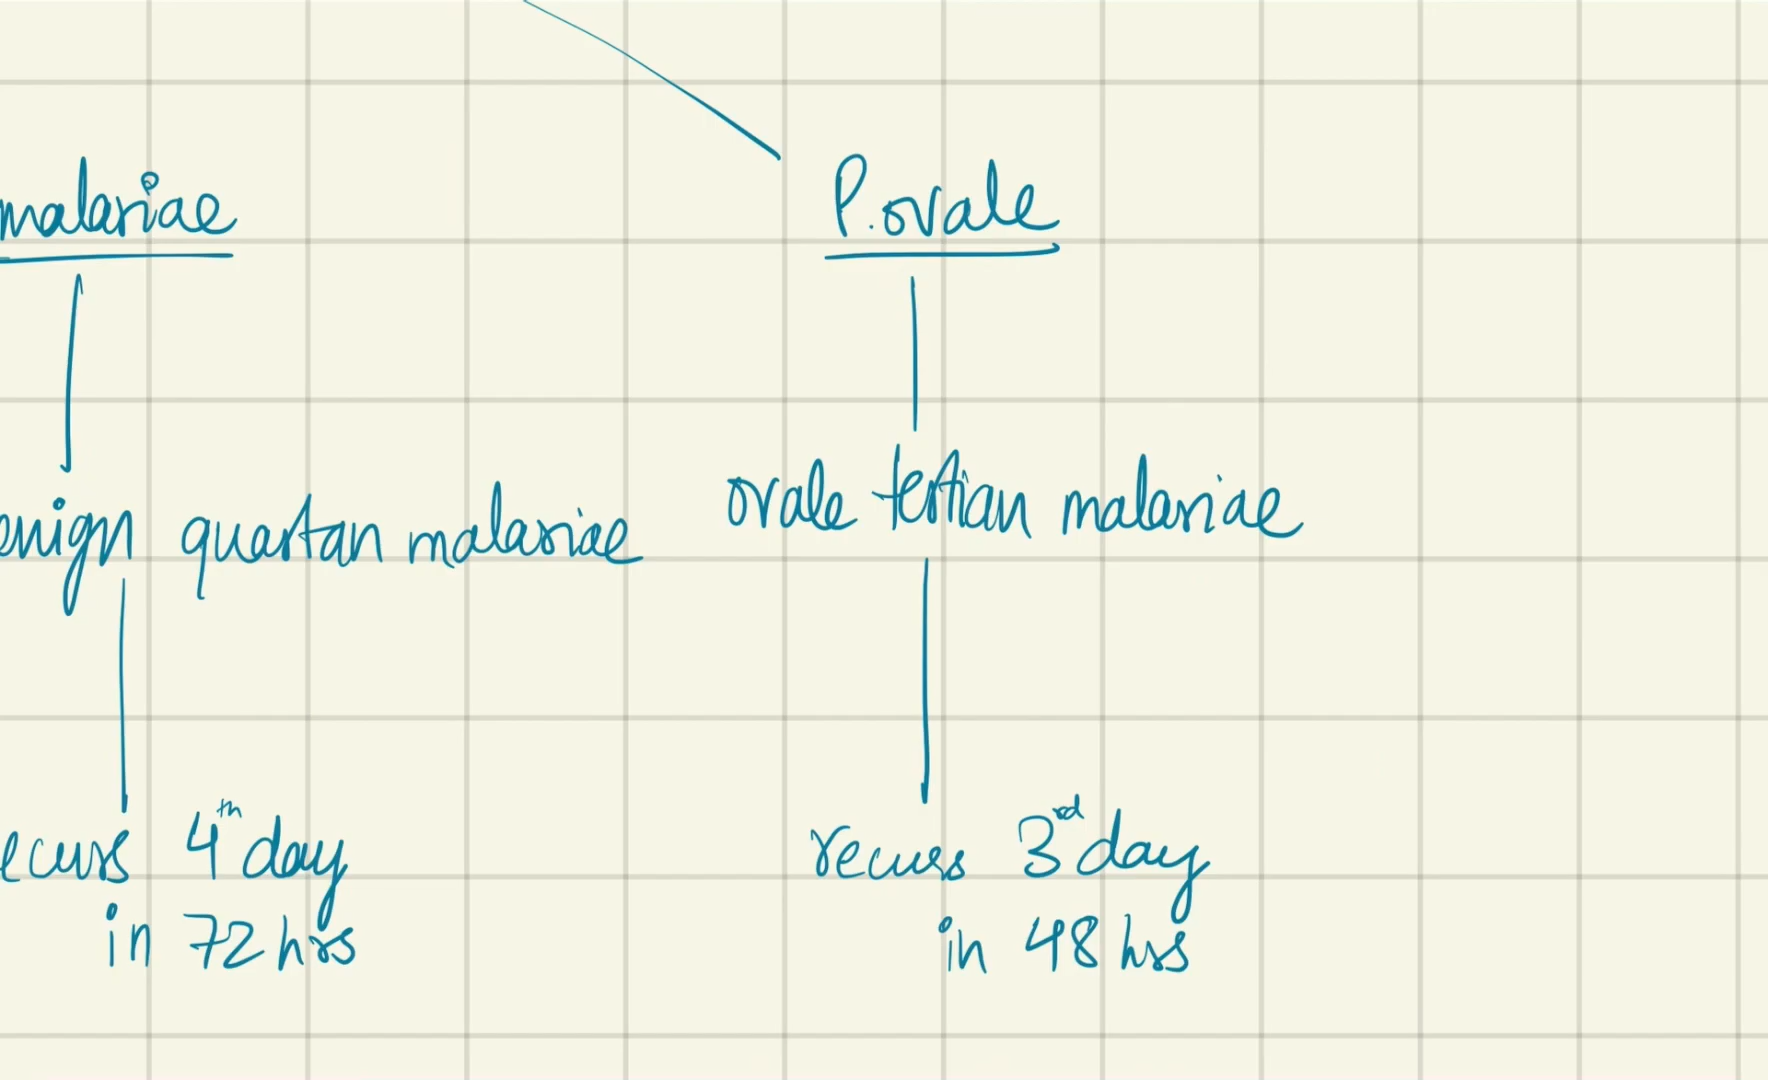 malariae
P.ovale
enign quartan malariae
ovale tertian malariae
ecurs 4th day
in 72 hrs
recurs 3rd day
in 48 hrs